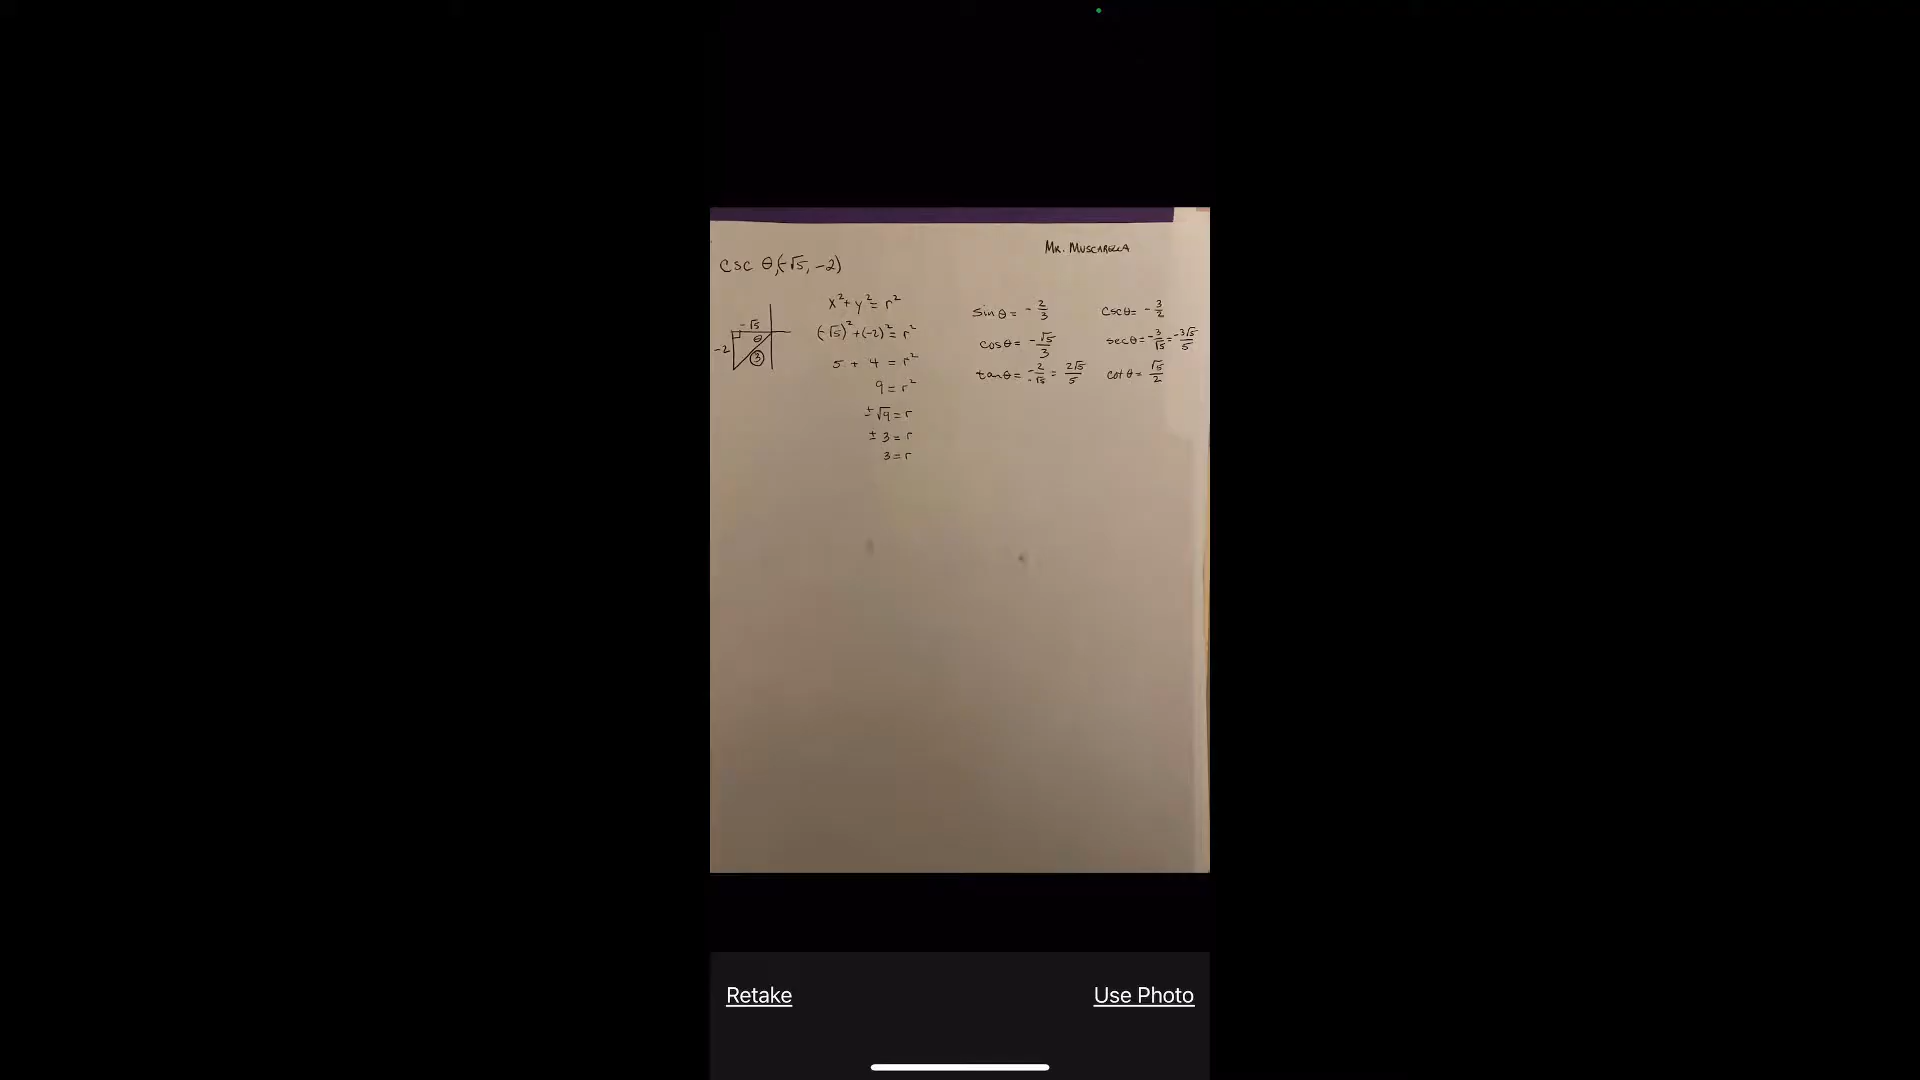 Mr. Muscarella
csc θ, (-√5, -2)
x² + y² = r²
(-√5)² + (-2)² = r²
5 + 4 = r²
9 = r²
± √9 = r
± 3 = r
3 = r
-√5
θ
-2
3
sin θ = - 2/3
csc θ = - 3/2
cos θ = - √5/3
sec θ = - 3/√5 = -3√5/5
tan θ = -2/-√5 = 2√5/5
cot θ = √5/2
Retake
Use Photo